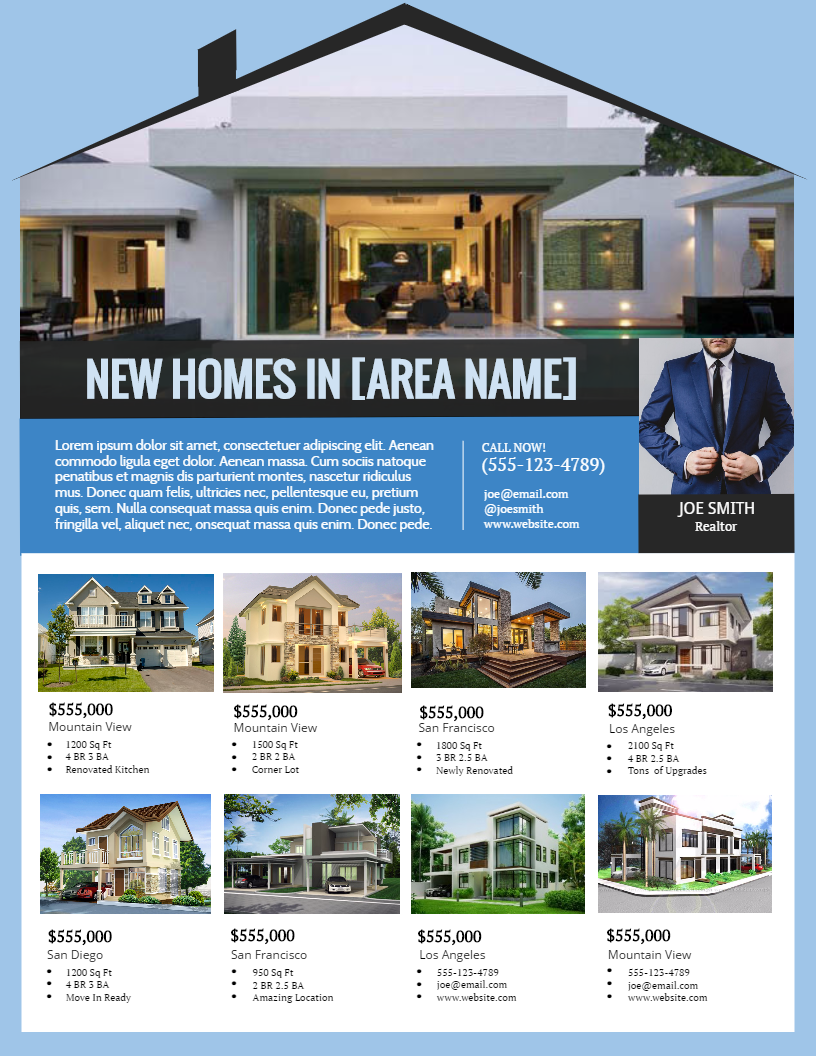 NEW HOMES IN [AREA NAME]
Lorem ipsum dolor sit amet, consectetuer adipiscing elit. Aenean
commodo ligula eget dolor. Aenean massa. Cum sociis natoque
penatibus et magnis dis parturient montes, nascetur ridiculus
mus. Donec quam felis, ultricies nec, pellentesque eu, pretium
quis, sem. Nulla consequat massa quis enim. Donec pede justo,
fringilla vel, aliquet nec, onsequat massa quis enim. Donec pede.
CALL NOW!
(555-123-4789)
joe@email.com
@joesmith
www.website.com
JOE SMITH
Realtor
$555,000
Mountain View
• 1200 Sq Ft
• 4 BR 3 BA
• Renovated Kitchen
$555,000
Mountain View
• 1500 Sq Ft
• 2 BR 2 BA
• Corner Lot
$555,000
San Francisco
• 1800 Sq Ft
• 3 BR 2.5 BA
• Newly Renovated
$555,000
Los Angeles
• 2100 Sq Ft
• 4 BR 2.5 BA
• Tons of Upgrades
$555,000
San Diego
• 1200 Sq Ft
• 4 BR 3 BA
• Move In Ready
$555,000
San Francisco
• 950 Sq Ft
• 2 BR 2.5 BA
• Amazing Location
$555,000
Los Angeles
• 555-123-4789
• joe@email.com
• www.website.com
$555,000
Mountain View
• 555-123-4789
• joe@email.com
• www.website.com